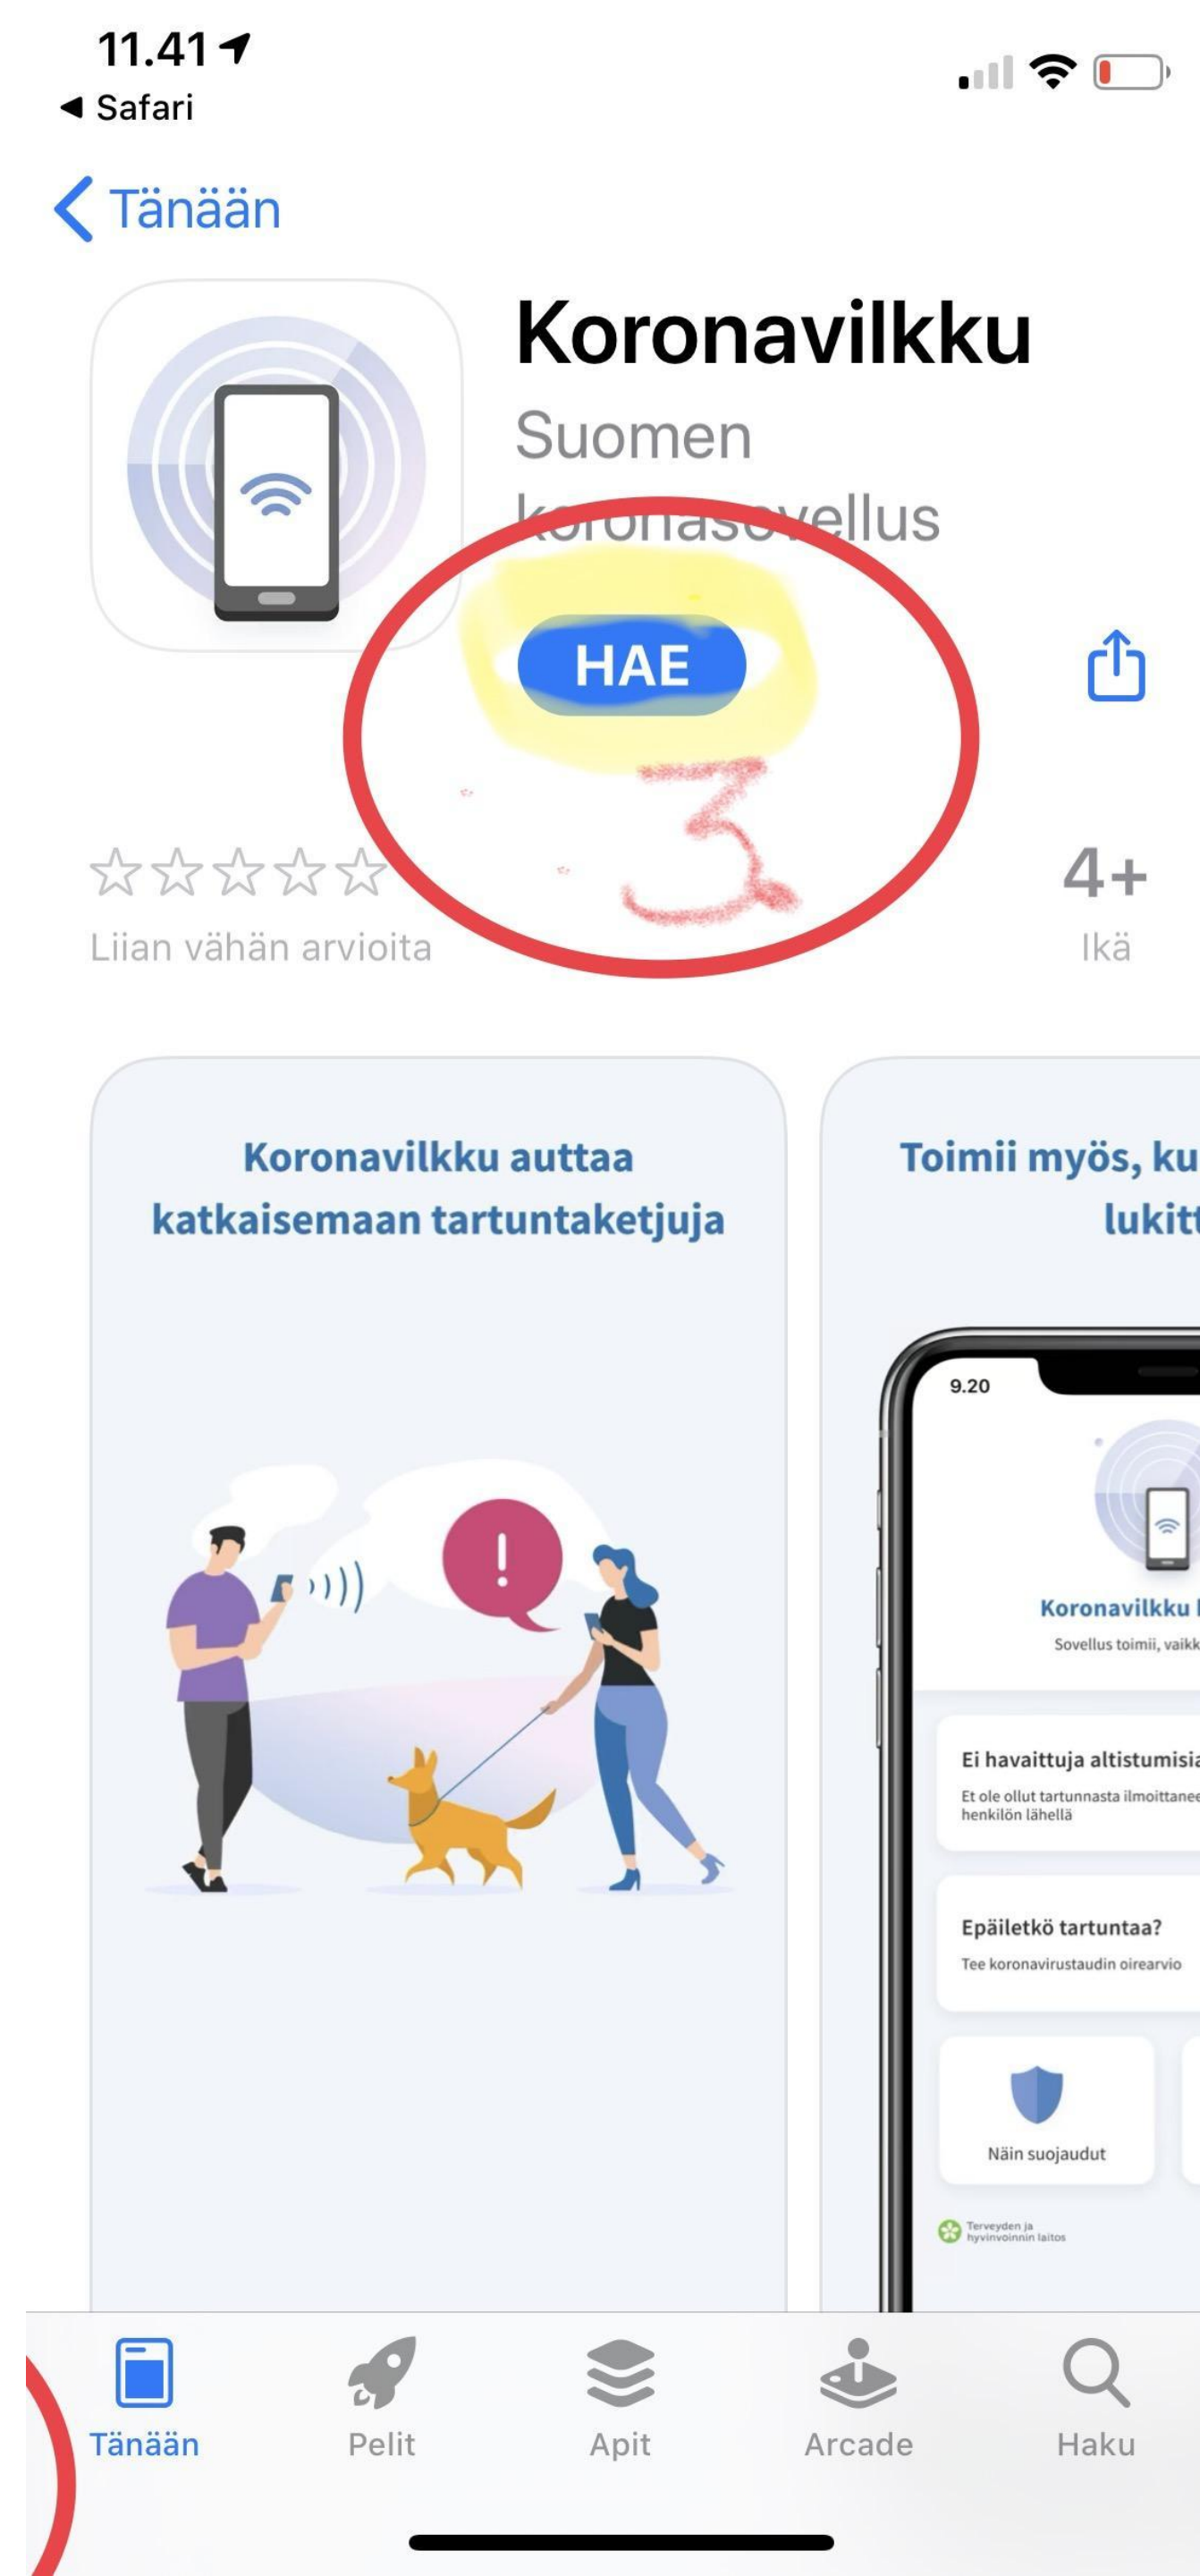 11.41
Safari
Tänään
Koronavilkku
Suomen
koronasovellus
HAE
3
Liian vähän arvioita
4+
Ikä
Koronavilkku auttaa
katkaisemaan tartuntaketjuja
Toimii myös, ku
lukitt
9.20
Koronavilkku
Sovellus toimii, vaikk
Ei havaittuja altistumisia
Et ole ollut tartunnasta ilmoittanee
henkilön lähellä
Epäiletkö tartuntaa?
Tee koronavirustaudin oirearvio
Näin suojaudut
Terveyden ja
hyvinvoinnin laitos
Tänään
Pelit
Apit
Arcade
Haku